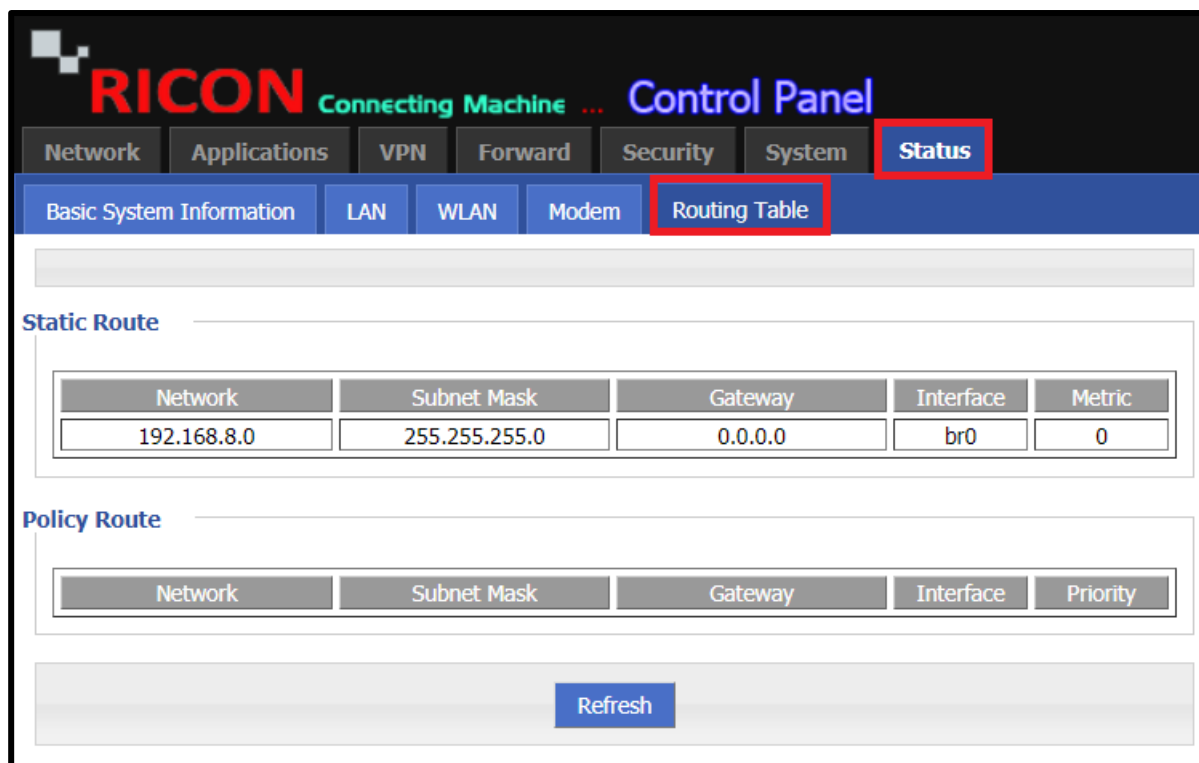 RICON Connecting Machine ... Control Panel
Network Applications VPN Forward Security System Status
Basic System Information LAN WLAN Modem Routing Table
Static Route
Network Subnet Mask Gateway Interface Metric
192.168.8.0 255.255.255.0 0.0.0.0 br0 0
Policy Route
Network Subnet Mask Gateway Interface Priority
Refresh